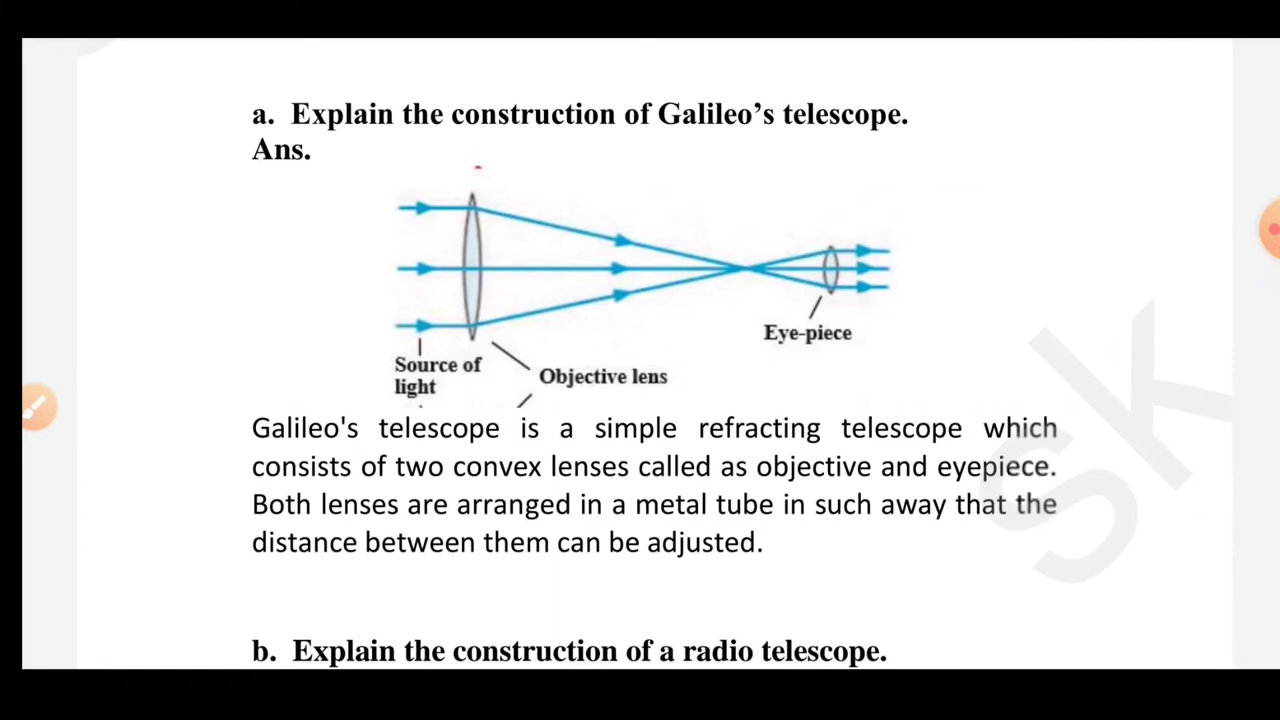 a. Explain the construction of Galileo’s telescope.
Ans.
Source of
light
Objective lens
Eye-piece
Galileo's telescope is a simple refracting telescope which
consists of two convex lenses called as objective and eyepiece.
Both lenses are arranged in a metal tube in such away that the
distance between them can be adjusted.
sk
b. Explain the construction of a radio telescope.